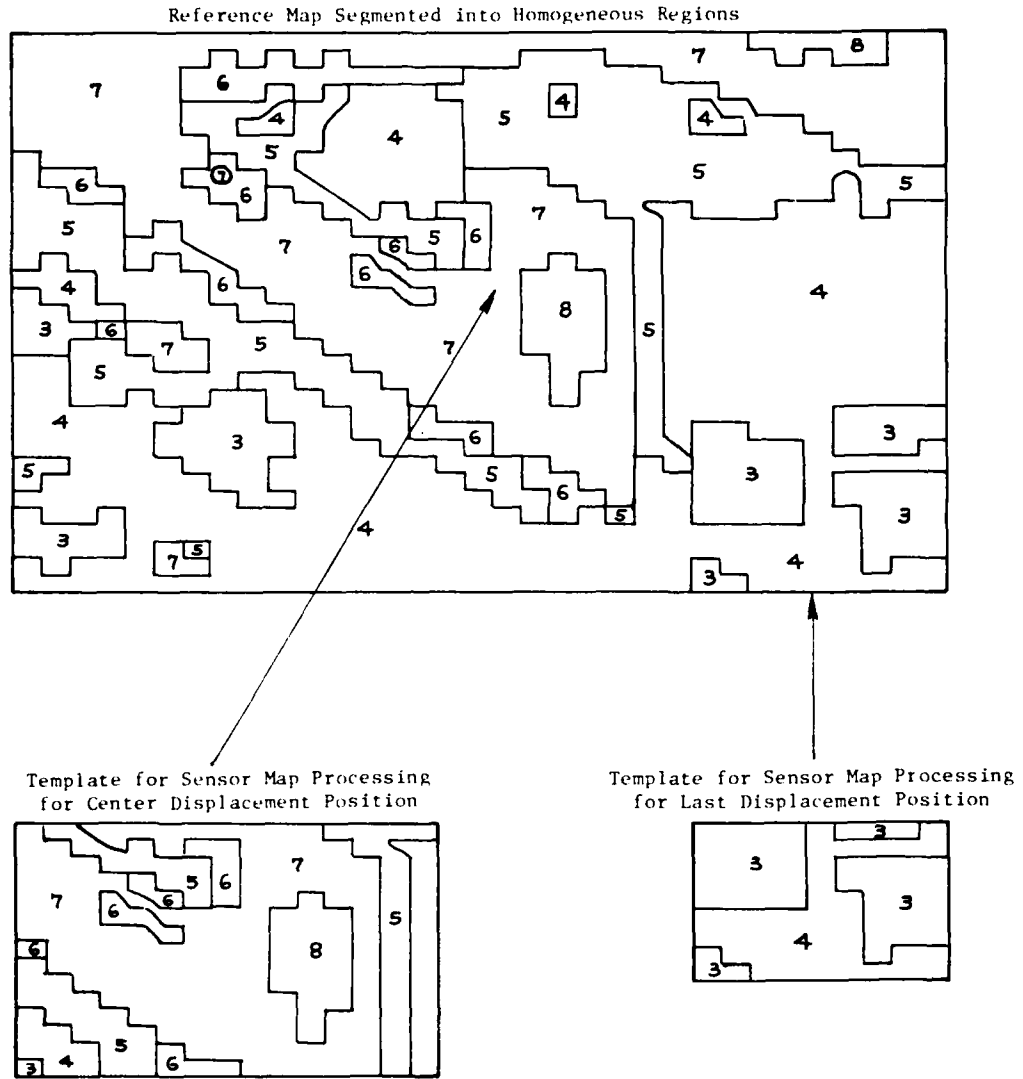 Reference Map Segmented into Homogeneous Regions
7 8
7 6
4 4 4
5 4
5 5
7 6 5
6 6
7
5 7 6 5 6
6 6
4 4
8
3 6 5
7 5 7
5
4
3 6 3
5 5 3
6
5 3
3 4
7 5 4
3
Template for Sensor Map Processing
for Center Displacement Position
7
5 6
7 6
6
5
6 8
5
3 4 6
Template for Sensor Map Processing
for Last Displacement Position
3
3
3
4
3